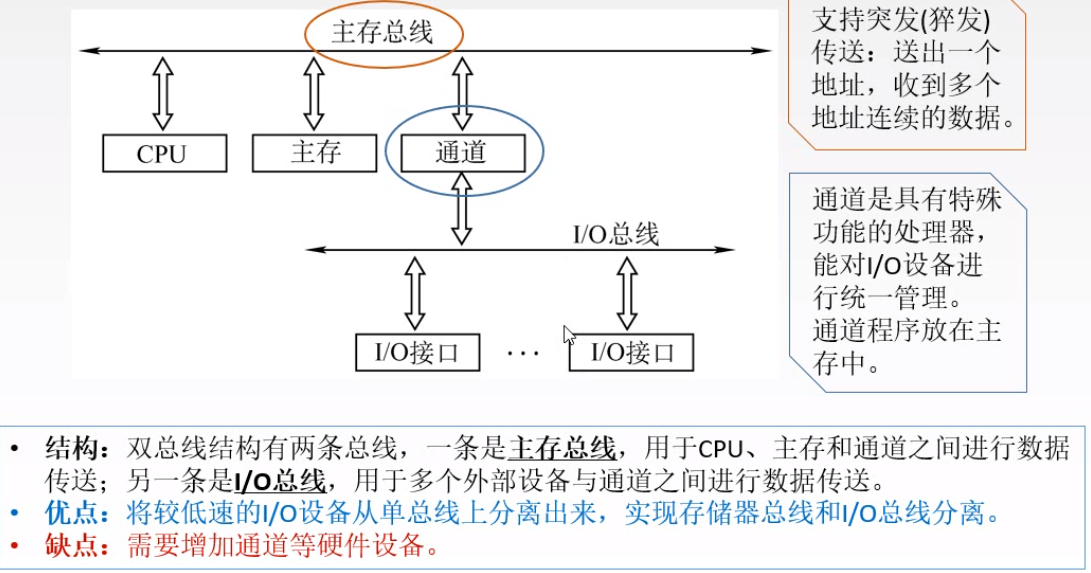 主存总线
CPU
主存
通道
I/O总线
I/O接口
...
I/O接口
支持突发(猝发)
传送：送出一个
地址，收到多个
地址连续的数据。
通道是具有特殊
功能的处理器，
能对I/O设备进
行统一管理。
通道程序放在主
存中。
• 结构：双总线结构有两条总线，一条是主存总线，用于CPU、主存和通道之间进行数据
传送；另一条是I/O总线，用于多个外部设备与通道之间进行数据传送。
• 优点：将较低速的I/O设备从单总线上分离出来，实现存储器总线和I/O总线分离。
• 缺点：需要增加通道等硬件设备。